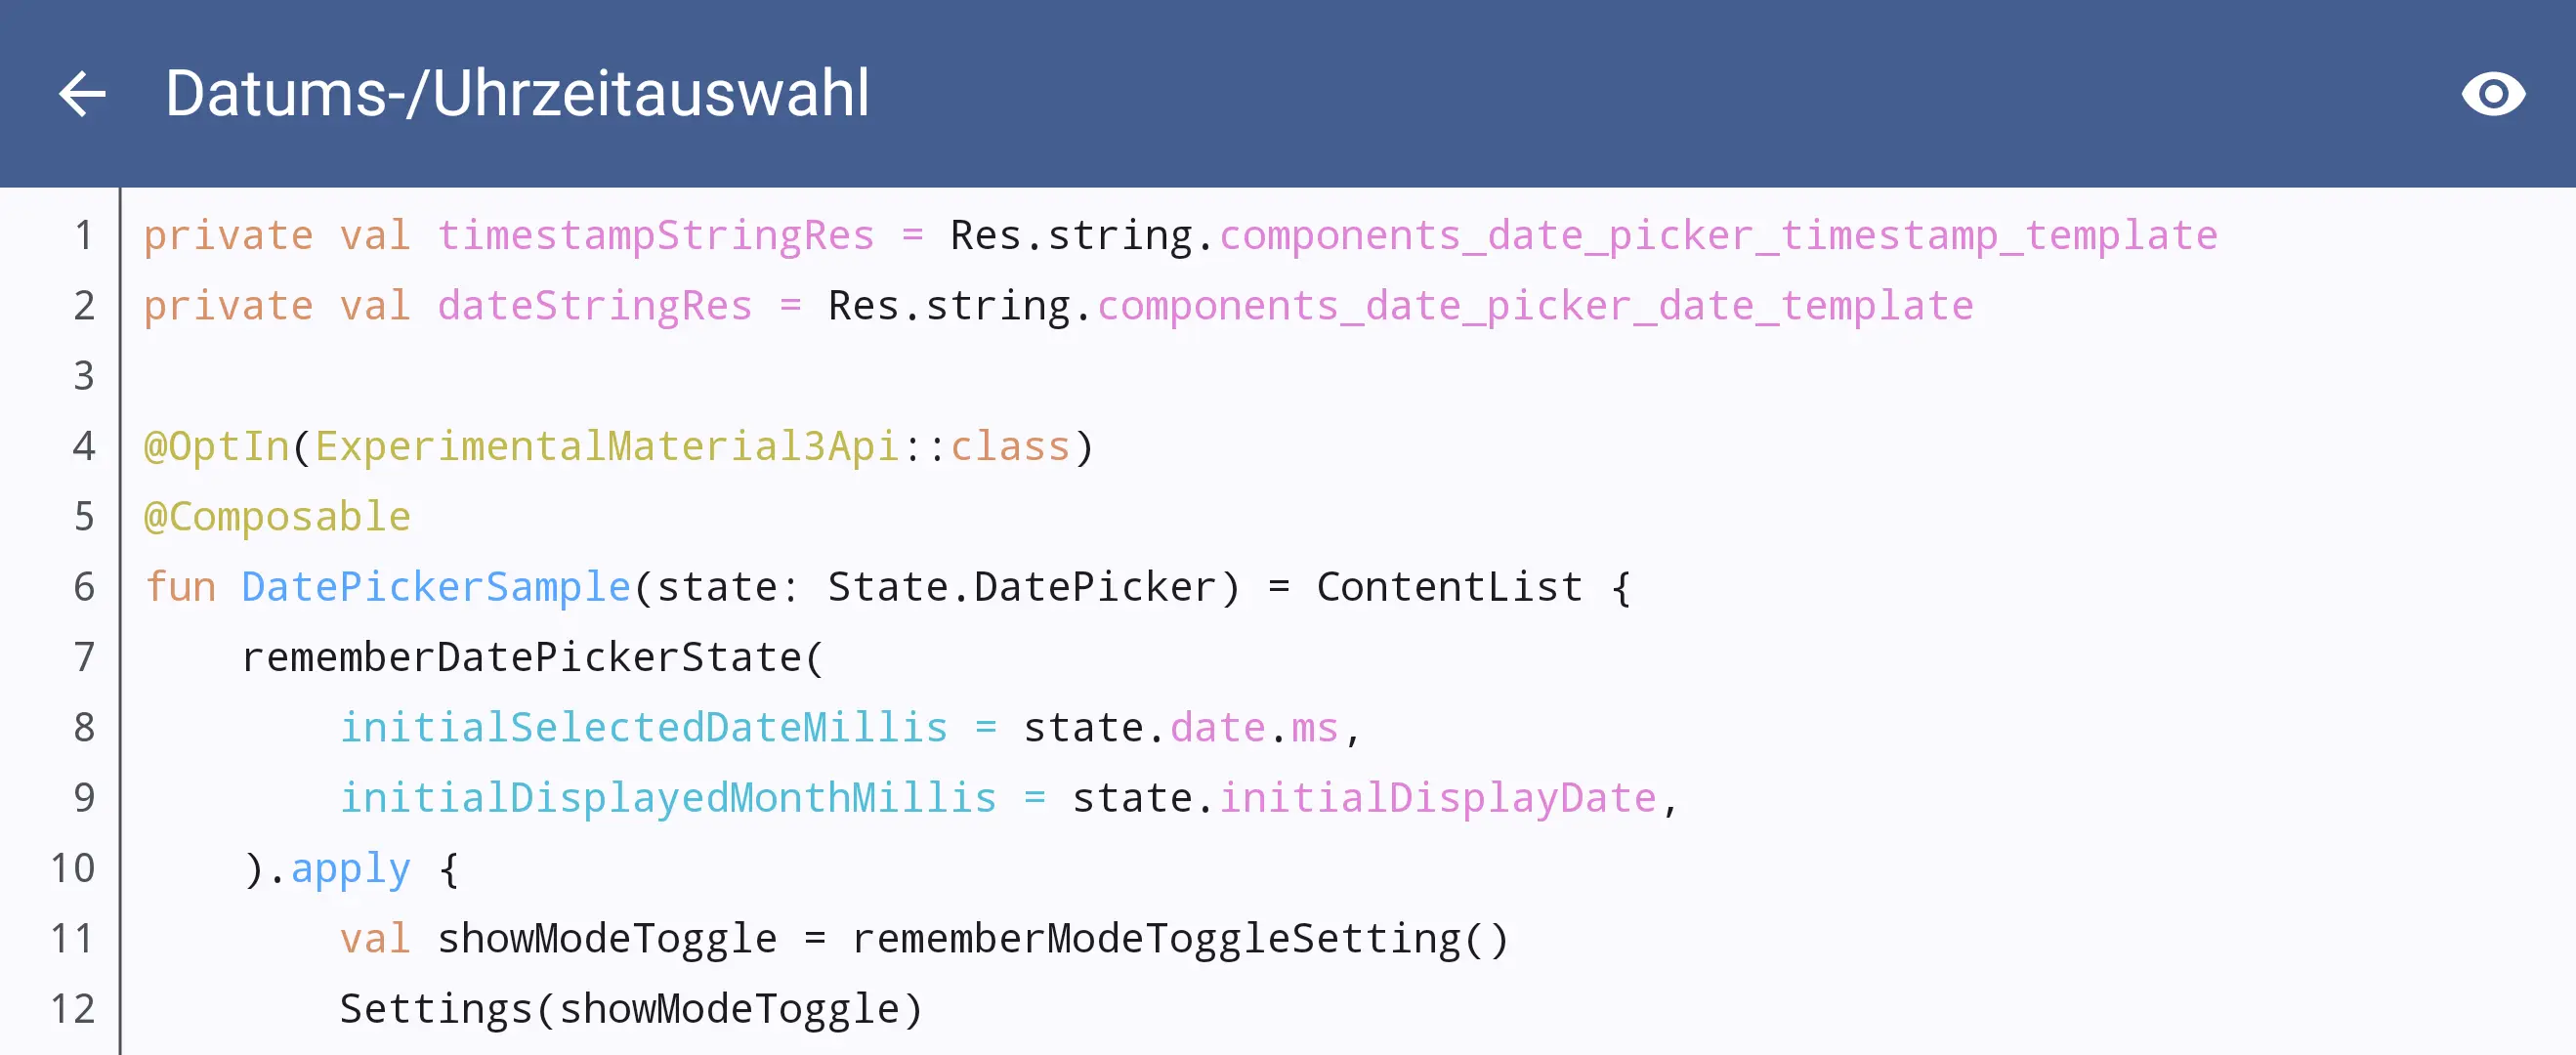 Datums-/Uhrzeitauswahl
1 private val timestampStringRes = Res.string.components_date_picker_timestamp_template
2 private val dateStringRes = Res.string.components_date_picker_date_template
3
4 @OptIn(ExperimentalMaterial3Api::class)
5 @Composable
6 fun DatePickerSample(state: State.DatePicker) = ContentList {
7     rememberDatePickerState(
8         initialSelectedDateMillis = state.date.ms,
9         initialDisplayedMonthMillis = state.initialDisplayDate,
10     ).apply {
11         val showModeToggle = rememberModeToggleSetting()
12         Settings(showModeToggle)